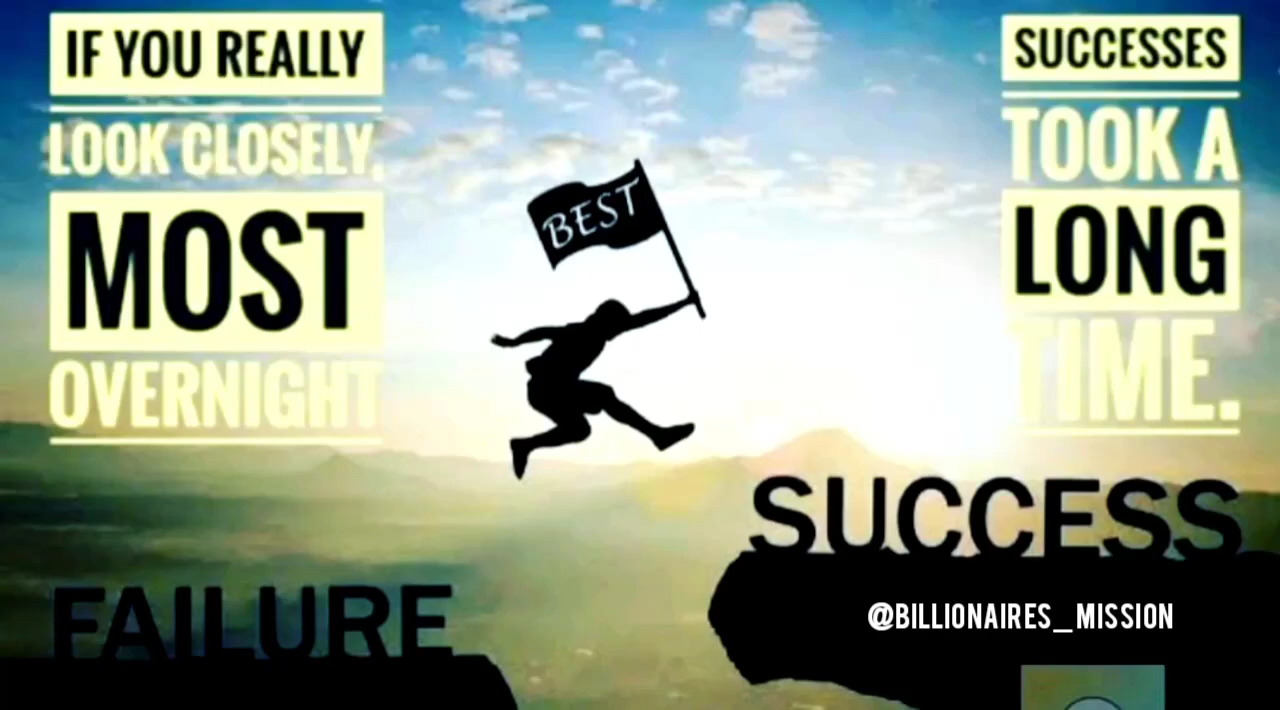 IF YOU REALLY
LOOK CLOSELY,
MOST
OVERNIGHT
SUCCESSES
TOOK A
LONG
TIME.
BEST
SUCCESS
FAILURE
@BILLIONAIRES_MISSION